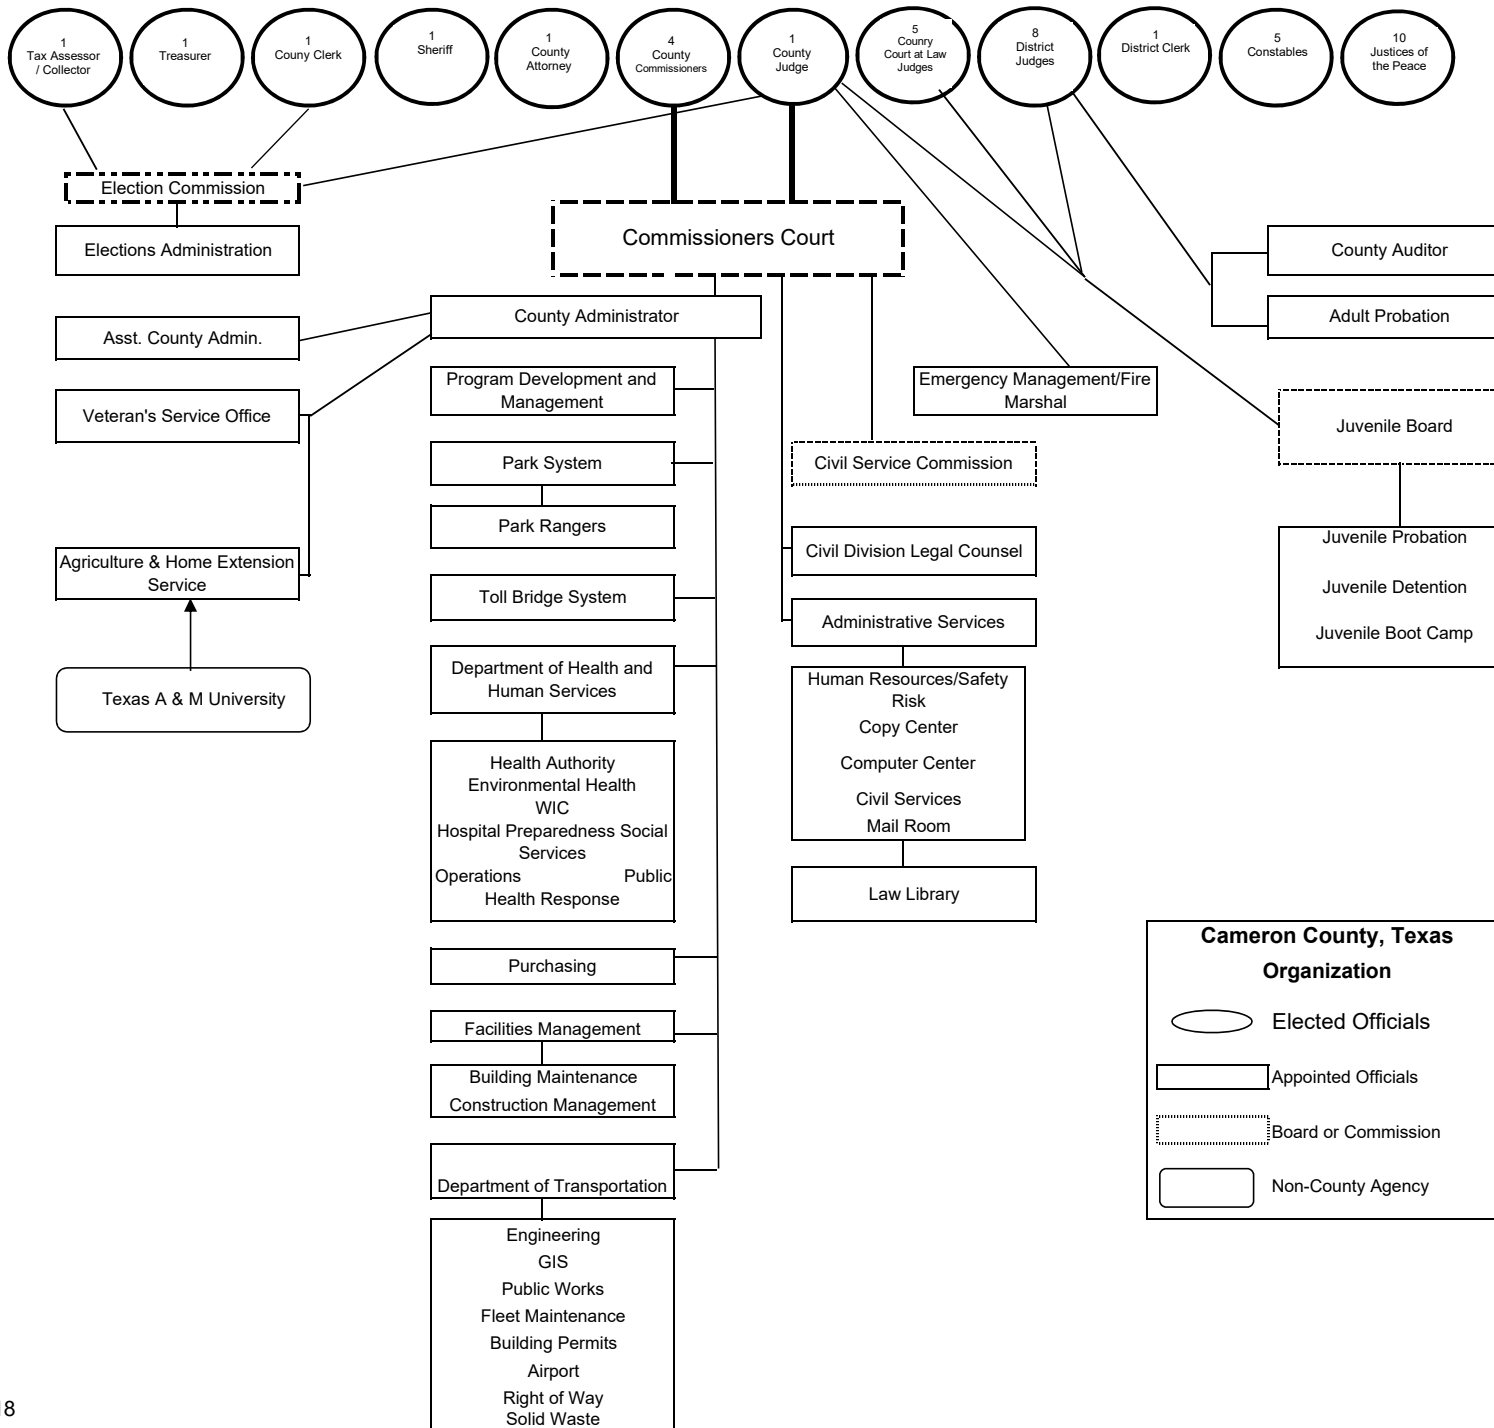 1
Tax Assessor
/ Collector
1
Treasurer
1
Couny Clerk
1
Sheriff
1
County
Attorney
4
County
Commissioners
1
County
Judge
5
Counry
Court at Law
Judges
8
District
Judges
1
District Clerk
5
Constables
10
Justices of
the Peace
Election Commission
Elections Administration
Commissioners Court
County Auditor
Adult Probation
County Administrator
Asst. County Admin.
Veteran's Service Office
Agriculture & Home Extension
Service
Texas A & M University
Program Development and
Management
Park System
Park Rangers
Toll Bridge System
Department of Health and
Human Services
Health Authority
Environmental Health
WIC
Hospital Preparedness Social
Services
Operations Public
Health Response
Purchasing
Facilities Management
Building Maintenance
Construction Management
Department of Transportation
Engineering
GIS
Public Works
Fleet Maintenance
Building Permits
Airport
Right of Way
Solid Waste
Emergency Management/Fire
Marshal
Civil Service Commission
Civil Division Legal Counsel
Administrative Services
Human Resources/Safety
Risk
Copy Center
Computer Center
Civil Services
Mail Room
Law Library
Juvenile Board
Juvenile Probation
Juvenile Detention
Juvenile Boot Camp
Cameron County, Texas
Organization
Elected Officials
Appointed Officials
Board or Commission
Non-County Agency